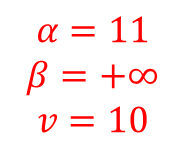 α = 11
β = +∞
v = 10